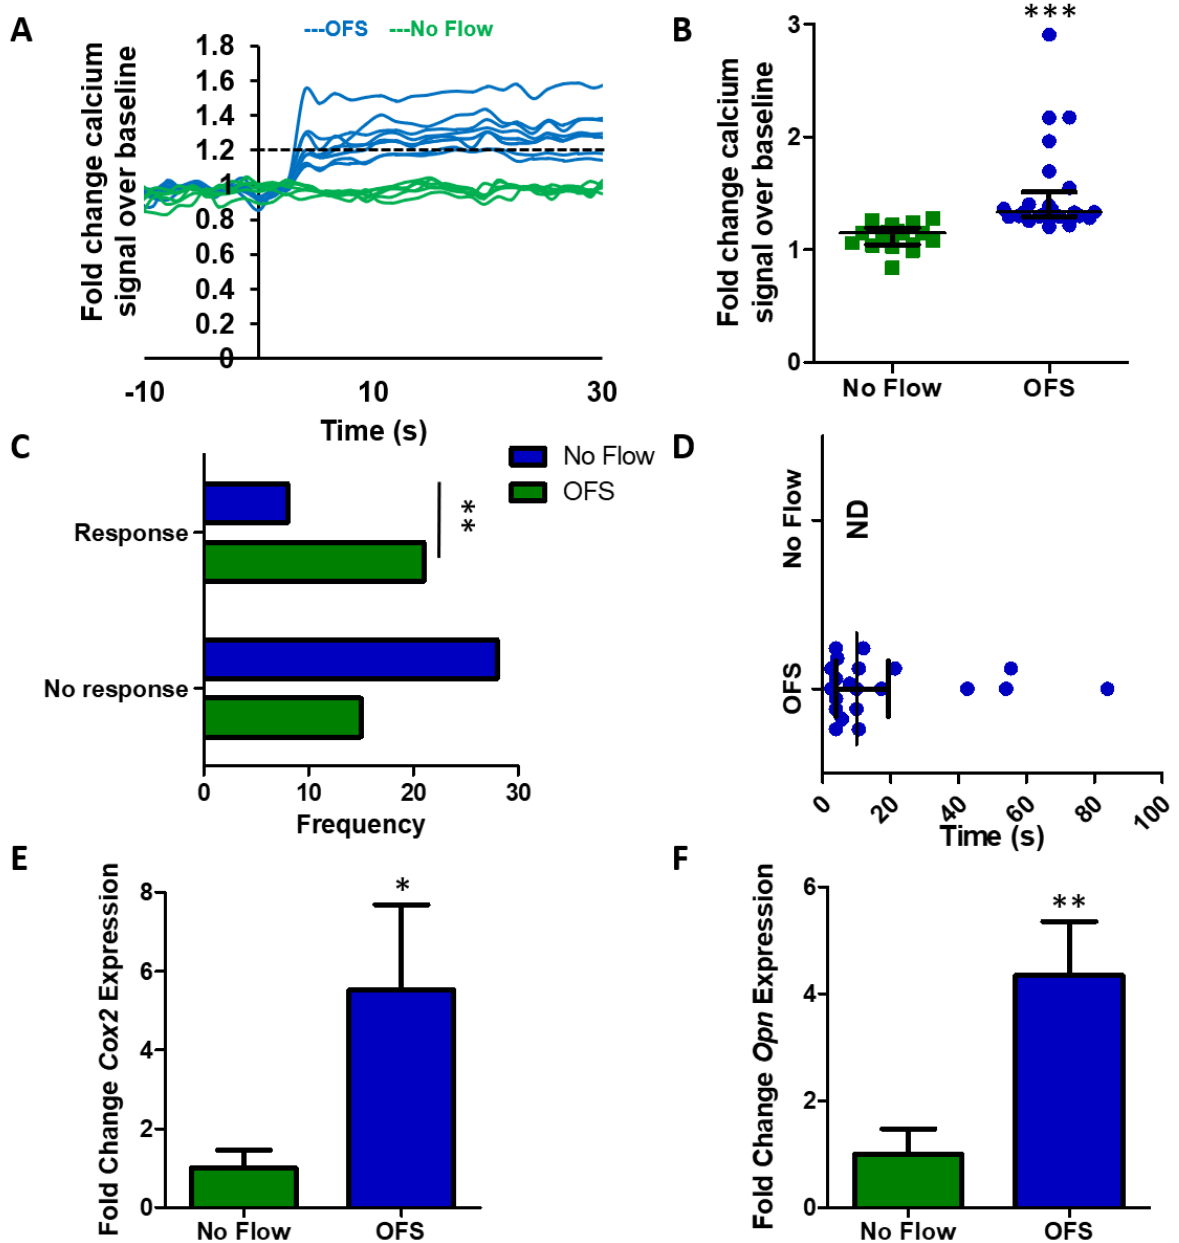 A
---OFS ---No Flow
Fold change calcium
signal over baseline
1.8
1.6
1.4
1.2
1
0.8
0.6
0.4
0.2
0
-10
10
30
Time (s)
B
***
Fold change calcium
signal over baseline
3
2
1
0
No Flow
OFS
C
No Flow
OFS
**
Response
No response
0
10
20
30
Frequency
D
No Flow
ND
OFS
0
20
40
60
80
100
Time (s)
E
*
Fold Change Cox2 Expression
8
6
4
2
0
No Flow
OFS
F
**
Fold Change Opn Expression
6
4
2
0
No Flow
OFS